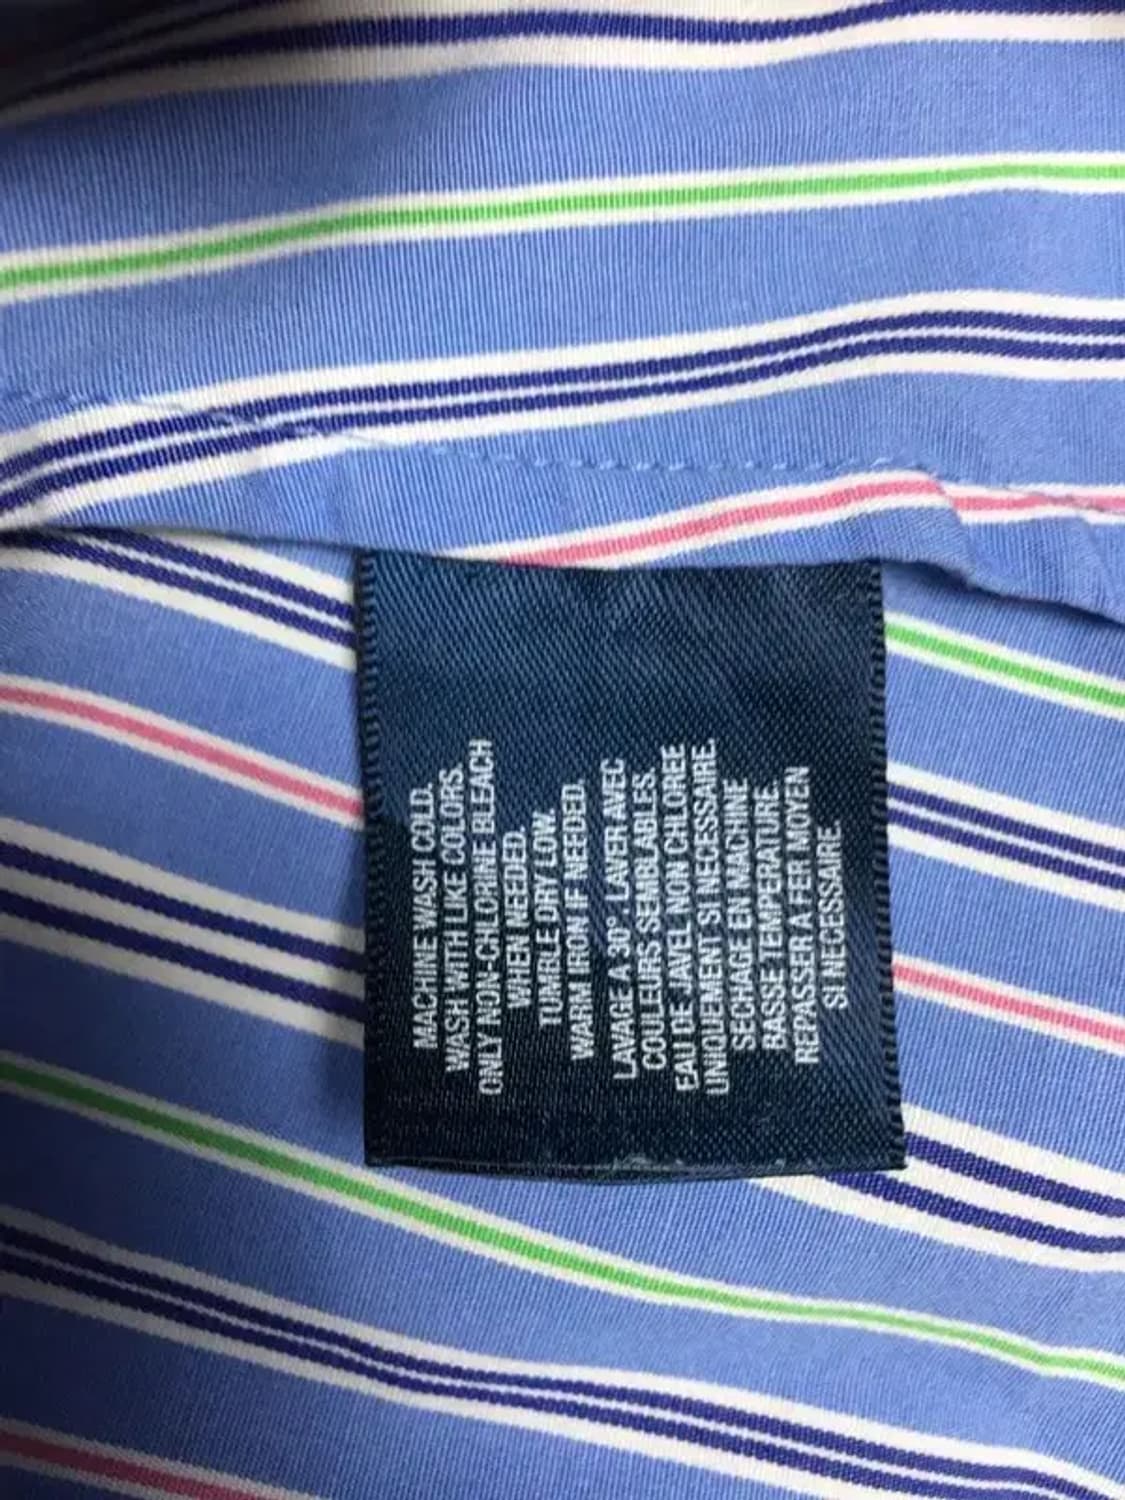 MACHINE WASH COLD.
WASH WITH LIKE COLORS.
ONLY NON-CHLORINE BLEACH
WHEN NEEDED.
TUMBLE DRY LOW.
WARM IRON IF NEEDED.
LAVAGE A 30°. LAVER AVEC
COULEURS SEMBLABLES.
EAU DE JAVEL NON CHLOREE
UNIQUEMENT SI NECESSAIRE.
SECHAGE EN MACHINE
BASSE TEMPERATURE.
REPASSER A FER MOYEN
SI NECESSAIRE.